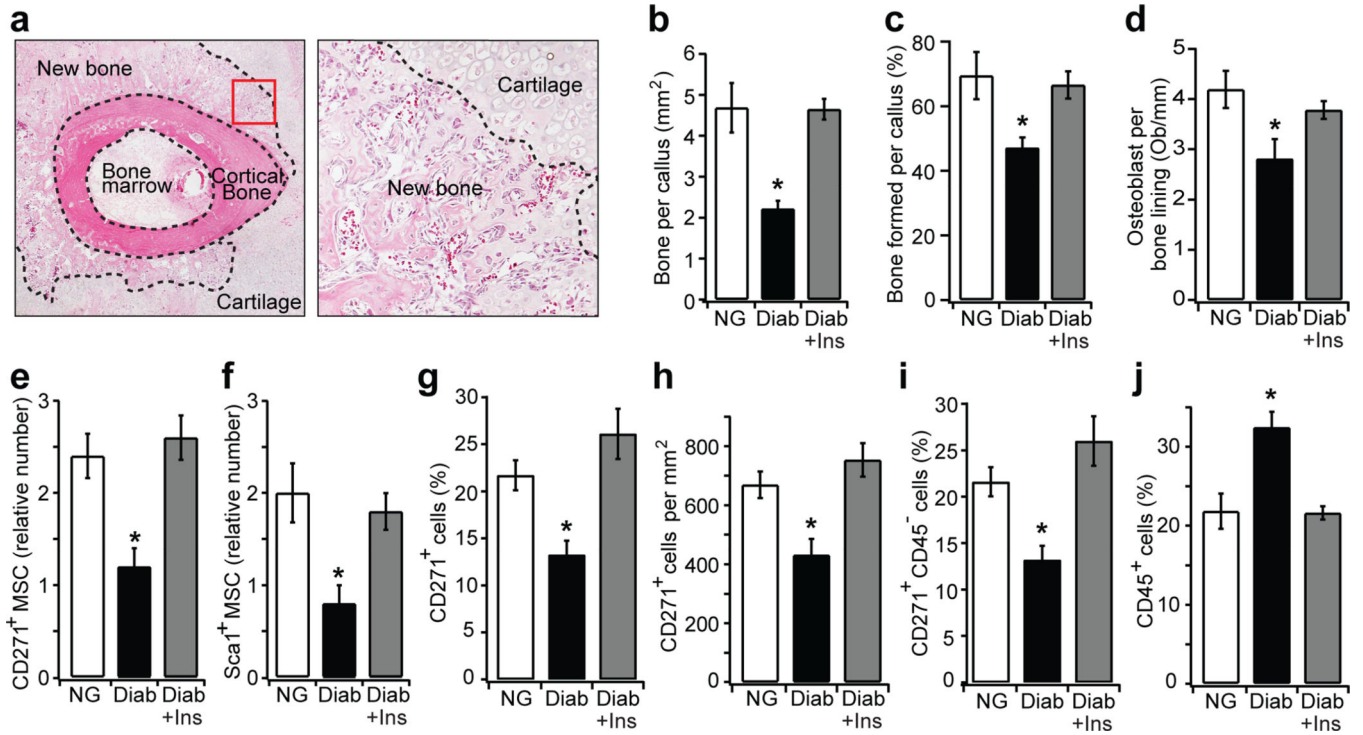 a
New bone
Bone
marrow
Cortical
Bone
Cartilage
Cartilage
New bone
b
Bone per callus (mm2)
6
5
4
3
2
1
0
*
NG Diab Diab
+Ins
c
Bone formed per callus (%)
80
60
40
20
0
*
NG Diab Diab
+Ins
d
Osteoblast per
bone lining (Ob/mm)
5
4
3
2
1
0
*
NG Diab Diab
+Ins
e
CD271+ MSC (relative number)
3
2
1
0
*
NG Diab Diab
+Ins
f
Sca1+ MSC (relative number)
3
2
1
0
*
NG Diab Diab
+Ins
g
CD271+ cells (%)
30
25
20
15
10
5
0
*
NG Diab Diab
+Ins
h
CD271+ cells per mm2
800
600
400
200
000
*
NG Diab Diab
+Ins
i
CD271+ CD45- cells (%)
30
25
20
15
10
5
0
*
NG Diab Diab
+Ins
j
CD45+ cells (%)
30
20
10
0
*
NG Diab Diab
+Ins